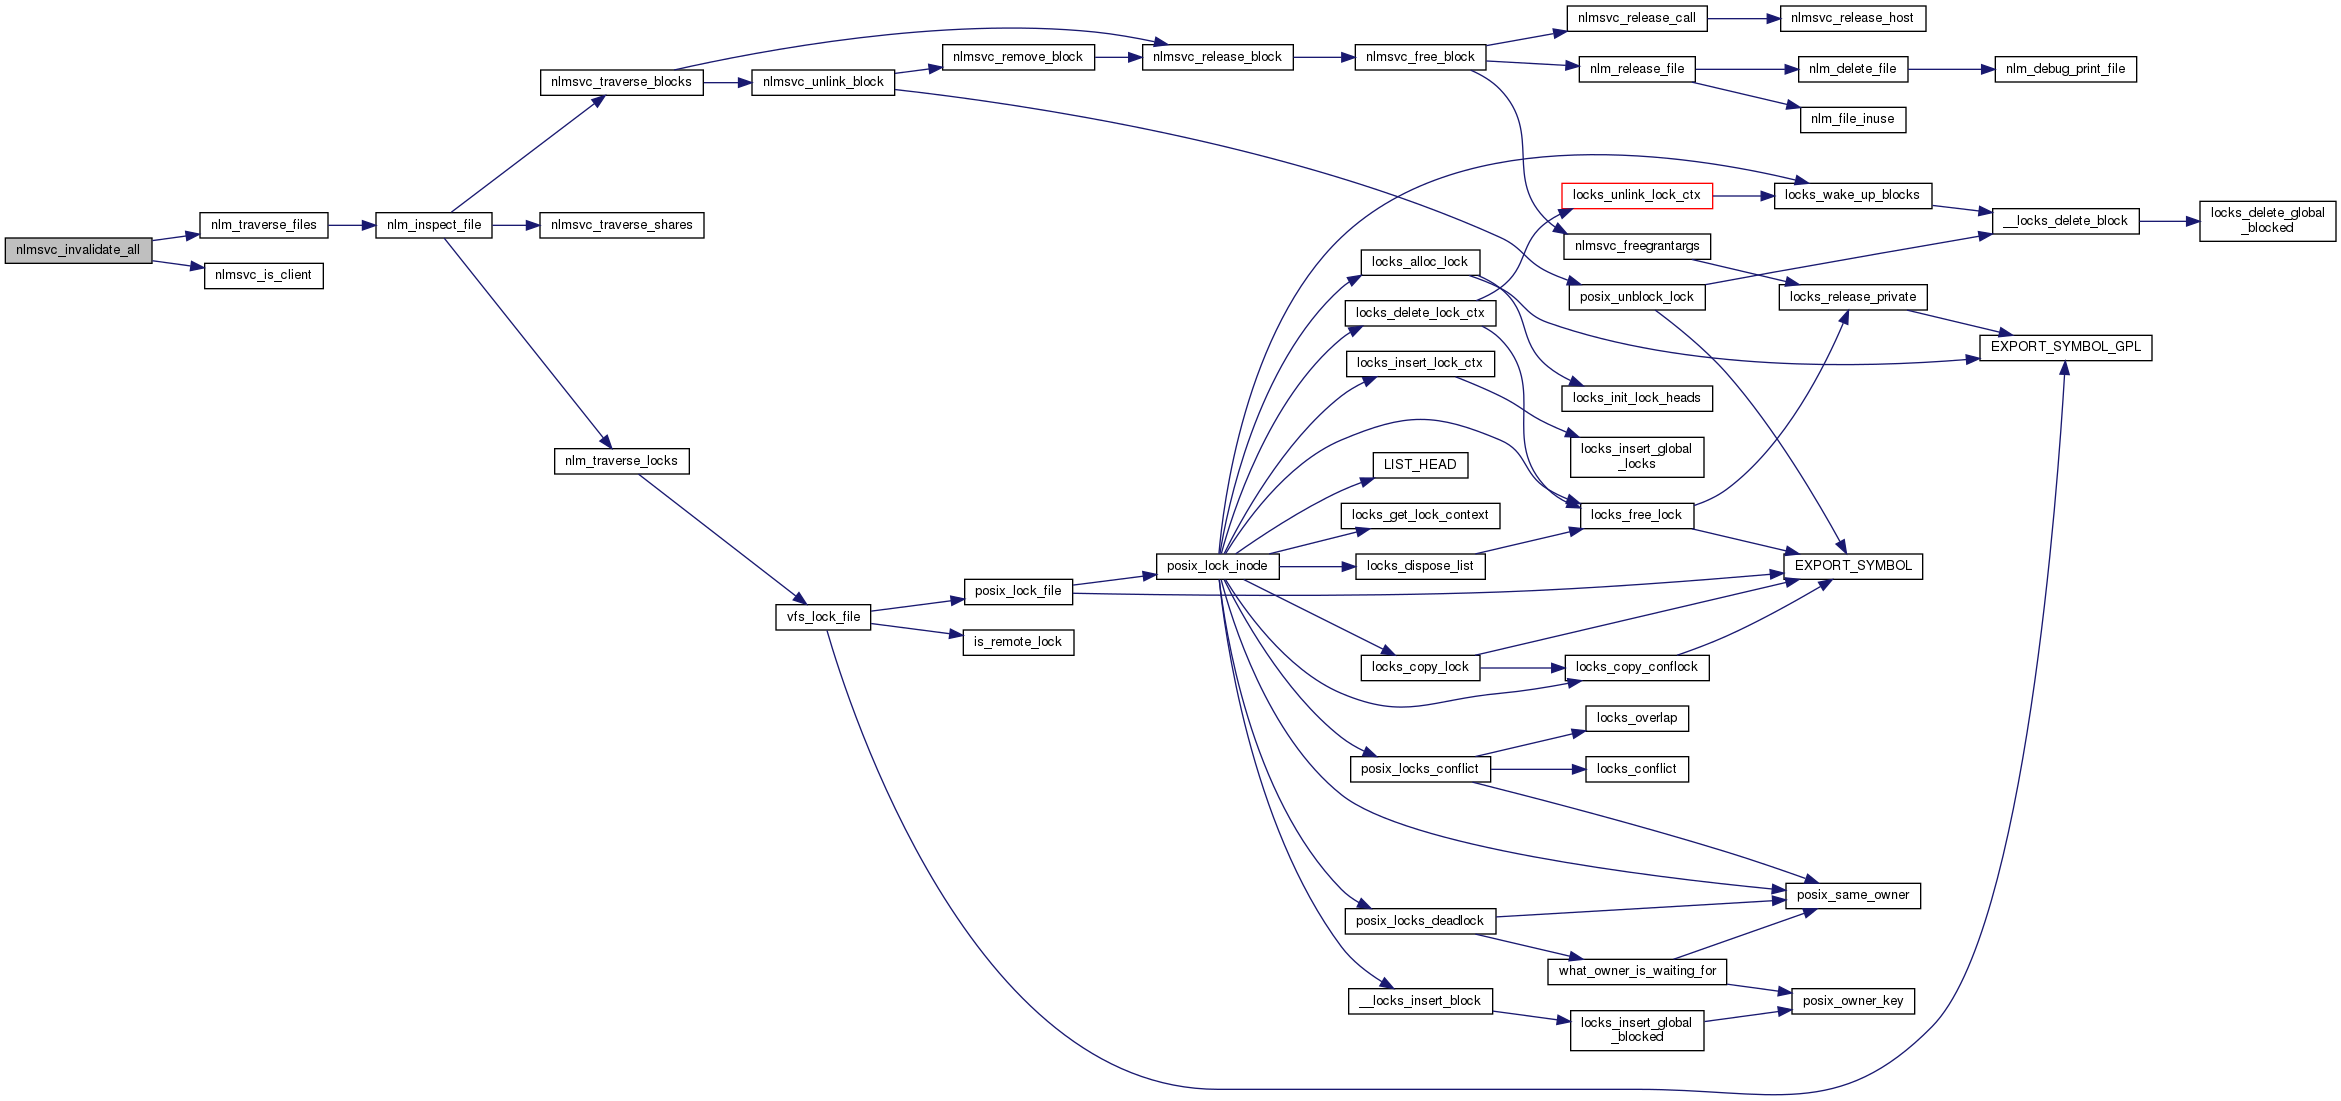 nlmsvc_invalidate_all
nlm_traverse_files
nlmsvc_is_client
nlm_inspect_file
nlmsvc_traverse_blocks
nlmsvc_traverse_shares
nlm_traverse_locks
nlmsvc_unlink_block
vfs_lock_file
nlmsvc_remove_block
posix_lock_file
is_remote_lock
nlmsvc_release_block
posix_lock_inode
nlmsvc_free_block
locks_alloc_lock
locks_delete_lock_ctx
locks_insert_lock_ctx
LIST_HEAD
locks_get_lock_context
locks_dispose_list
locks_copy_lock
posix_locks_conflict
posix_locks_deadlock
__locks_insert_block
nlmsvc_release_call
nlm_release_file
locks_unlink_lock_ctx
nlmsvc_freegrantargs
posix_unblock_lock
locks_init_lock_heads
locks_insert_global
_locks
locks_free_lock
locks_copy_conflock
locks_overlap
locks_conflict
what_owner_is_waiting_for
locks_insert_global
_blocked
nlmsvc_release_host
nlm_delete_file
nlm_file_inuse
locks_wake_up_blocks
locks_release_private
EXPORT_SYMBOL
posix_same_owner
posix_owner_key
nlm_debug_print_file
__locks_delete_block
EXPORT_SYMBOL_GPL
locks_delete_global
_blocked